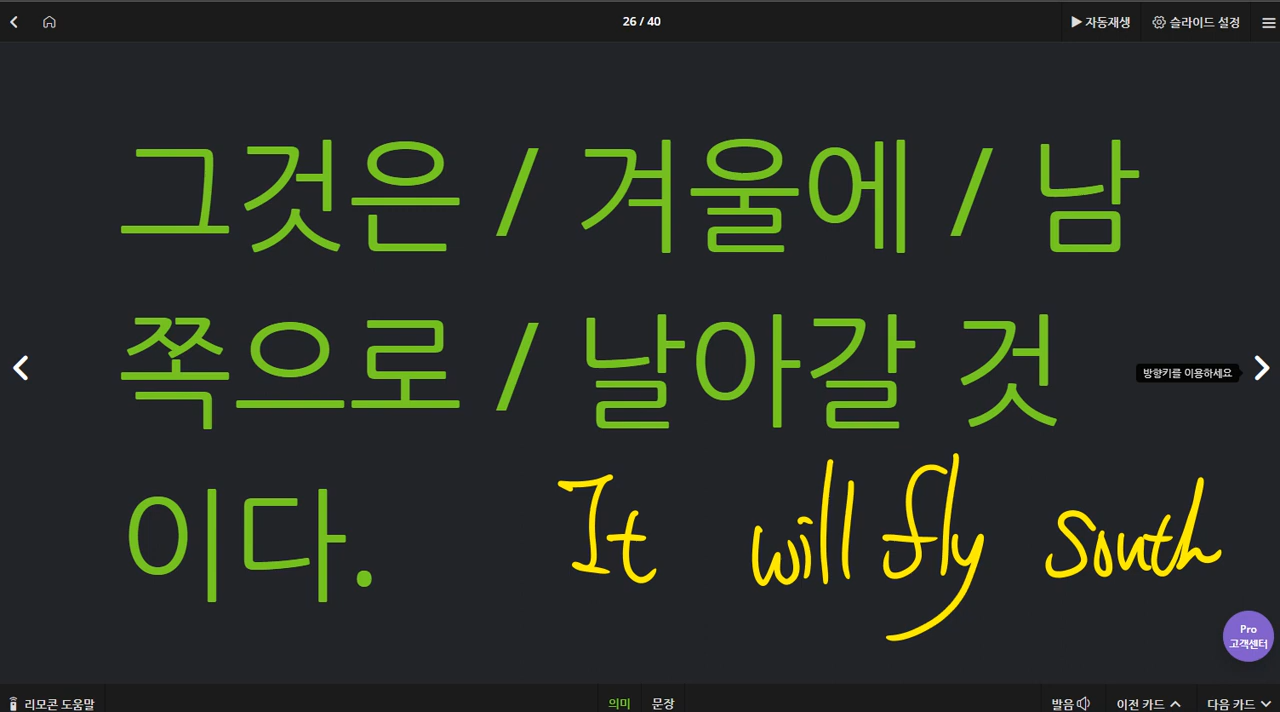 26 / 40
▶ 자동재생
슬라이드 설정
그것은 / 겨울에 / 남
쪽으로 / 날아갈 것
방향키를 이용하세요
이다.
It will fly south
Pro
고객센터
리모콘 도움말
의미
문장
발음
이전 카드
다음 카드